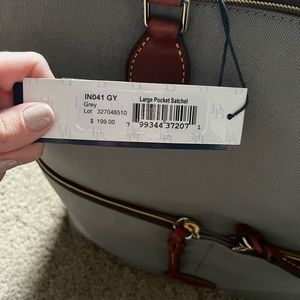 IN041 GY
Grey
Lot 327048510
$ 199.00
Large Pocket Satchel
7 99344 37207 1